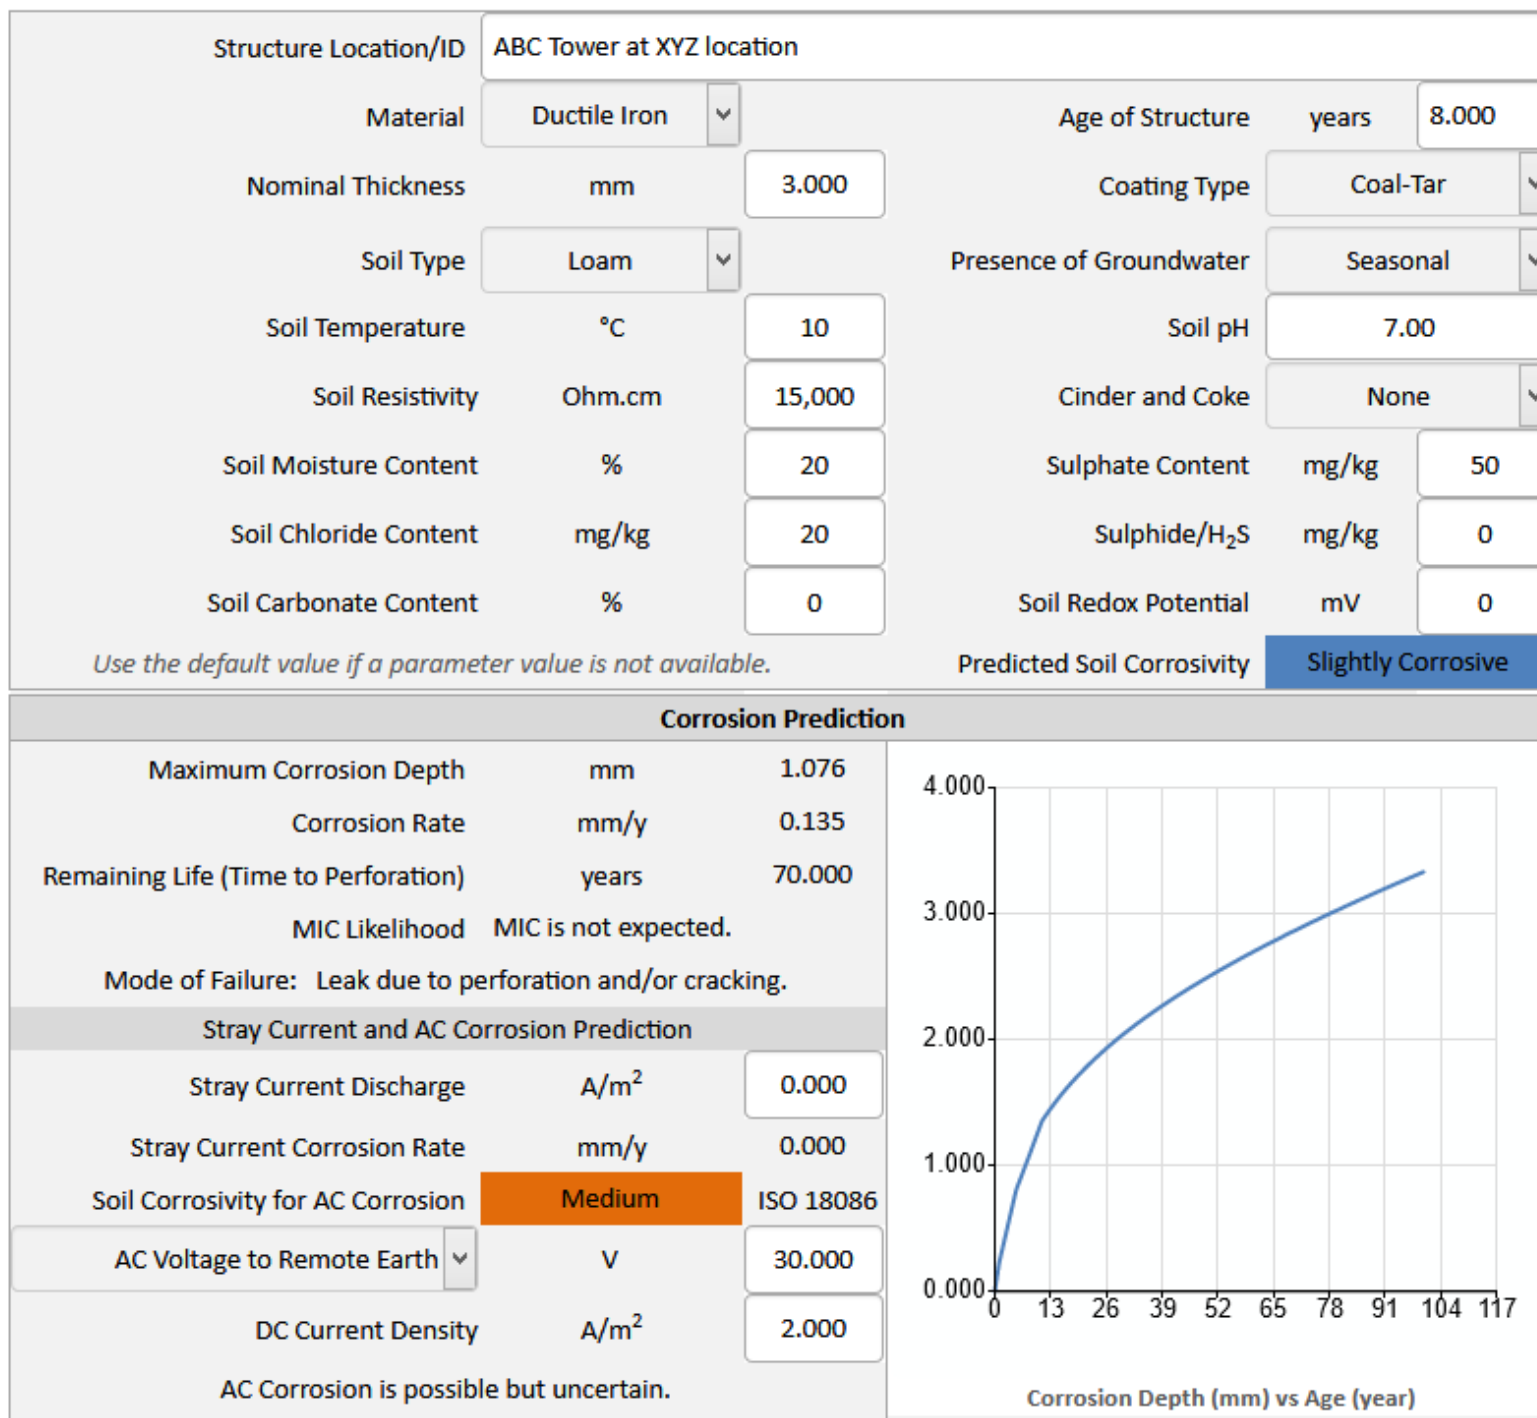 Structure Location/ID ABC Tower at XYZ location
Material Ductile Iron Age of Structure years 8.000
Nominal Thickness mm 3.000 Coating Type Coal-Tar
Soil Type Loam Presence of Groundwater Seasonal
Soil Temperature °C 10 Soil pH 7.00
Soil Resistivity Ohm.cm 15,000 Cinder and Coke None
Soil Moisture Content % 20 Sulphate Content mg/kg 50
Soil Chloride Content mg/kg 20 Sulphide/H₂S mg/kg 0
Soil Carbonate Content % 0 Soil Redox Potential mV 0
Use the default value if a parameter value is not available. Predicted Soil Corrosivity Slightly Corrosive
Corrosion Prediction
Maximum Corrosion Depth mm 1.076
Corrosion Rate mm/y 0.135
Remaining Life (Time to Perforation) years 70.000
MIC Likelihood MIC is not expected.
Mode of Failure: Leak due to perforation and/or cracking.
Stray Current and AC Corrosion Prediction
Stray Current Discharge A/m² 0.000
Stray Current Corrosion Rate mm/y 0.000
Soil Corrosivity for AC Corrosion Medium ISO 18086
AC Voltage to Remote Earth V 30.000
DC Current Density A/m² 2.000
AC Corrosion is possible but uncertain.
4.000
3.000
2.000
1.000
0.000
0 13 26 39 52 65 78 91 104 117
Corrosion Depth (mm) vs Age (year)